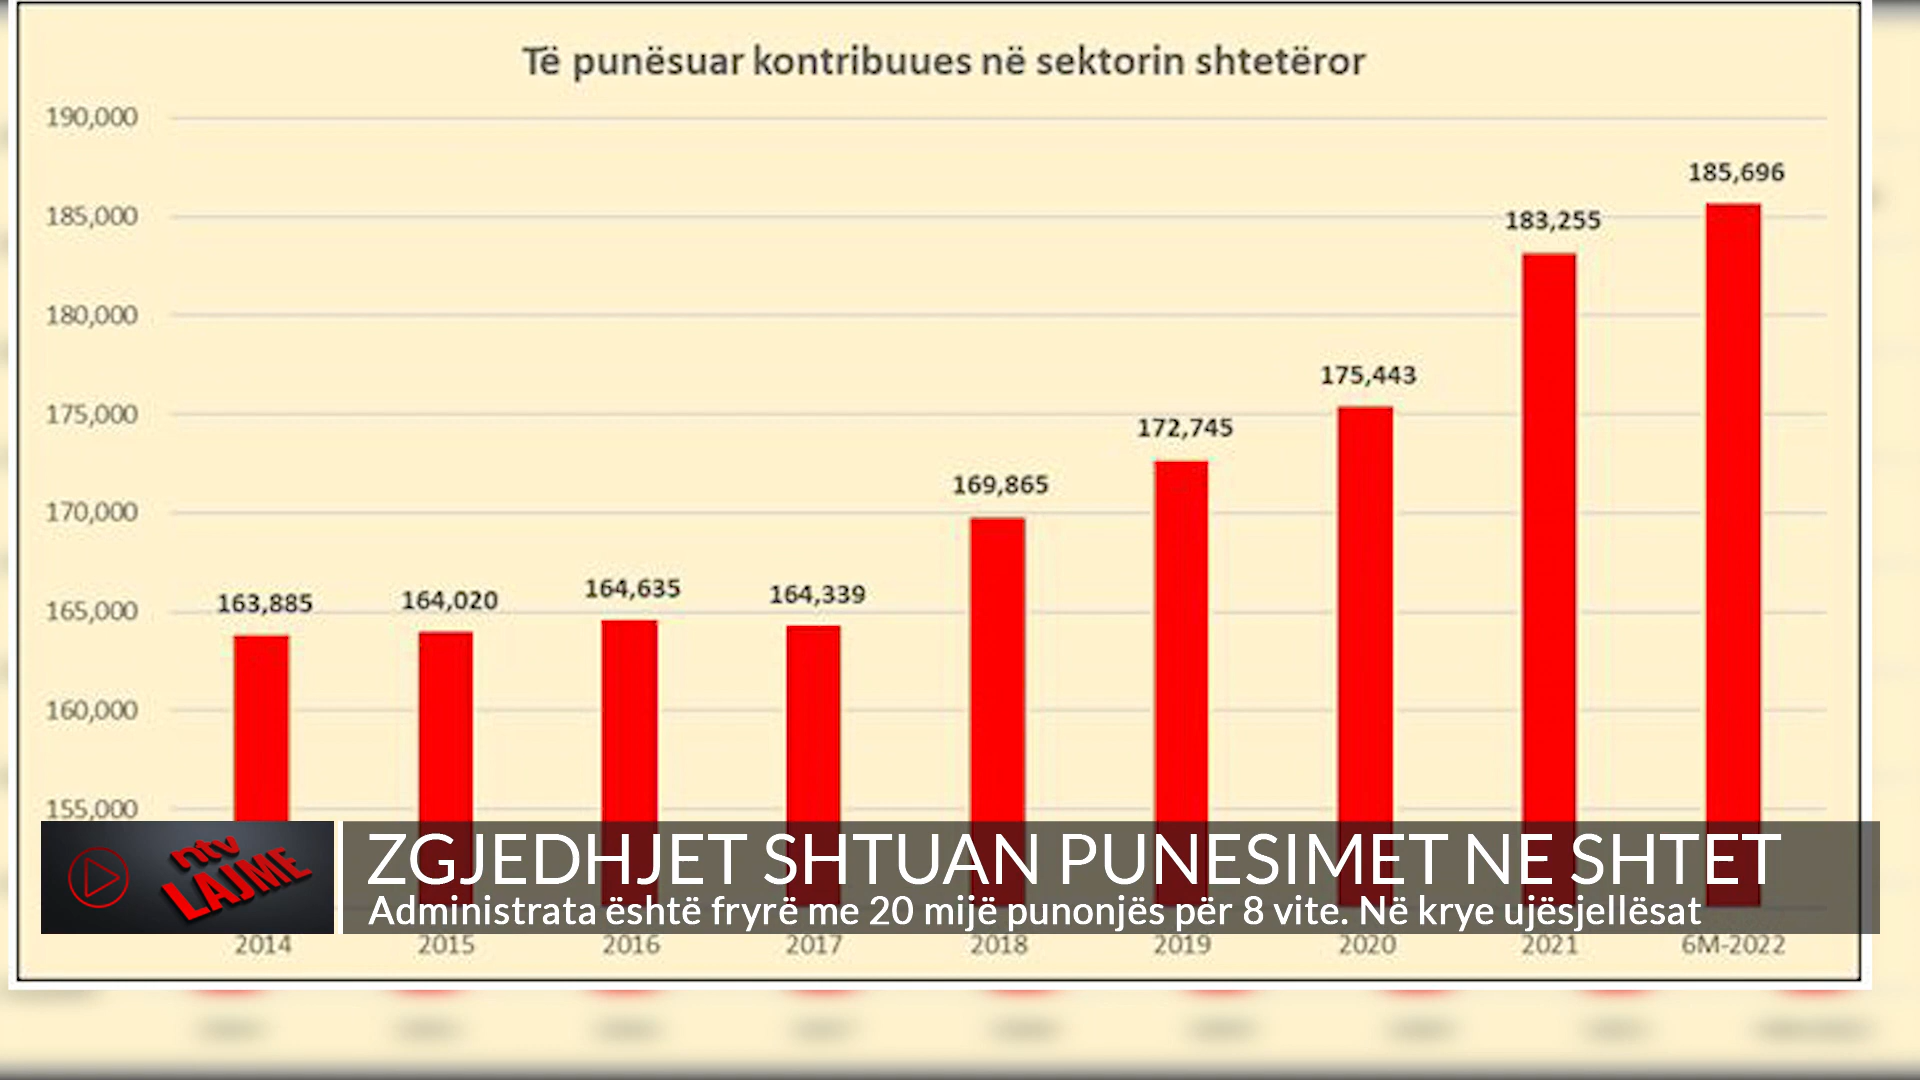 Të punësuar kontribuues në sektorin shtetëror
190,000
185,000
180,000
175,000
170,000
165,000
160,000
155,000
163,885
164,020
164,635
164,339
169,865
172,745
175,443
183,255
185,696
ntv
LAJME
ZGJEDHJET SHTUAN PUNESIMET NE SHTET
Administrata është fryrë me 20 mijë punonjës për 8 vite. Në krye ujësjellësat
2014 2015 2016 2017 2018 2019 2020 2021 6M-2022